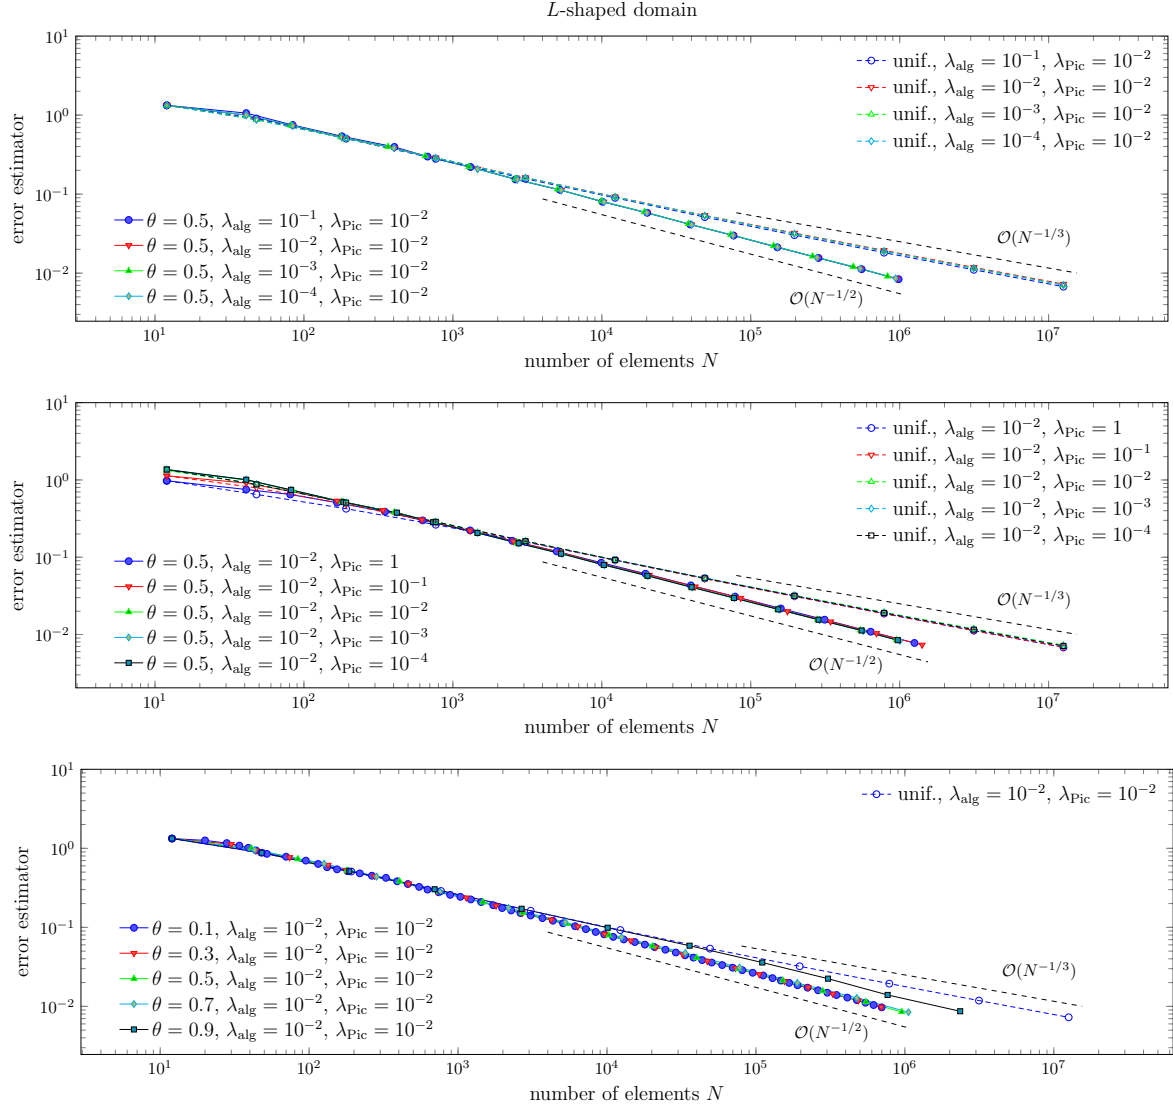 L-shaped domain
10^1
10^0
10^−1
10^−2
error estimator
unif., λ_alg = 10^−1, λ_Pic = 10^−2
unif., λ_alg = 10^−2, λ_Pic = 10^−2
unif., λ_alg = 10^−3, λ_Pic = 10^−2
unif., λ_alg = 10^−4, λ_Pic = 10^−2
θ = 0.5, λ_alg = 10^−1, λ_Pic = 10^−2
θ = 0.5, λ_alg = 10^−2, λ_Pic = 10^−2
θ = 0.5, λ_alg = 10^−3, λ_Pic = 10^−2
θ = 0.5, λ_alg = 10^−4, λ_Pic = 10^−2
O(N^−1/3)
O(N^−1/2)
10^1 10^2 10^3 10^4 10^5 10^6 10^7
number of elements N
10^1
10^0
10^−1
10^−2
error estimator
unif., λ_alg = 10^−2, λ_Pic = 1
unif., λ_alg = 10^−2, λ_Pic = 10^−1
unif., λ_alg = 10^−2, λ_Pic = 10^−2
unif., λ_alg = 10^−2, λ_Pic = 10^−3
unif., λ_alg = 10^−2, λ_Pic = 10^−4
θ = 0.5, λ_alg = 10^−2, λ_Pic = 1
θ = 0.5, λ_alg = 10^−2, λ_Pic = 10^−1
θ = 0.5, λ_alg = 10^−2, λ_Pic = 10^−2
θ = 0.5, λ_alg = 10^−2, λ_Pic = 10^−3
θ = 0.5, λ_alg = 10^−2, λ_Pic = 10^−4
O(N^−1/3)
O(N^−1/2)
10^1 10^2 10^3 10^4 10^5 10^6 10^7
number of elements N
10^1
10^0
10^−1
10^−2
error estimator
unif., λ_alg = 10^−2, λ_Pic = 10^−2
θ = 0.1, λ_alg = 10^−2, λ_Pic = 10^−2
θ = 0.3, λ_alg = 10^−2, λ_Pic = 10^−2
θ = 0.5, λ_alg = 10^−2, λ_Pic = 10^−2
θ = 0.7, λ_alg = 10^−2, λ_Pic = 10^−2
θ = 0.9, λ_alg = 10^−2, λ_Pic = 10^−2
O(N^−1/3)
O(N^−1/2)
10^1 10^2 10^3 10^4 10^5 10^6 10^7
number of elements N